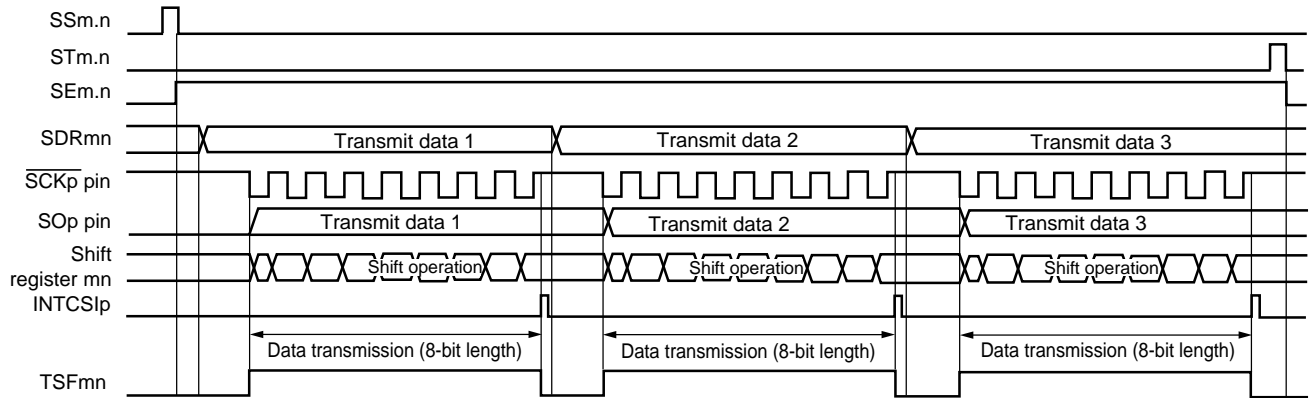 SSm.n
STm.n
SEm.n
SDRmn Transmit data 1 Transmit data 2 Transmit data 3
SCKp pin
SOp pin Transmit data 1 Transmit data 2 Transmit data 3
Shift
register mn Shift operation Shift operation Shift operation
INTCSIp
Data transmission (8-bit length) Data transmission (8-bit length) Data transmission (8-bit length)
TSFmn